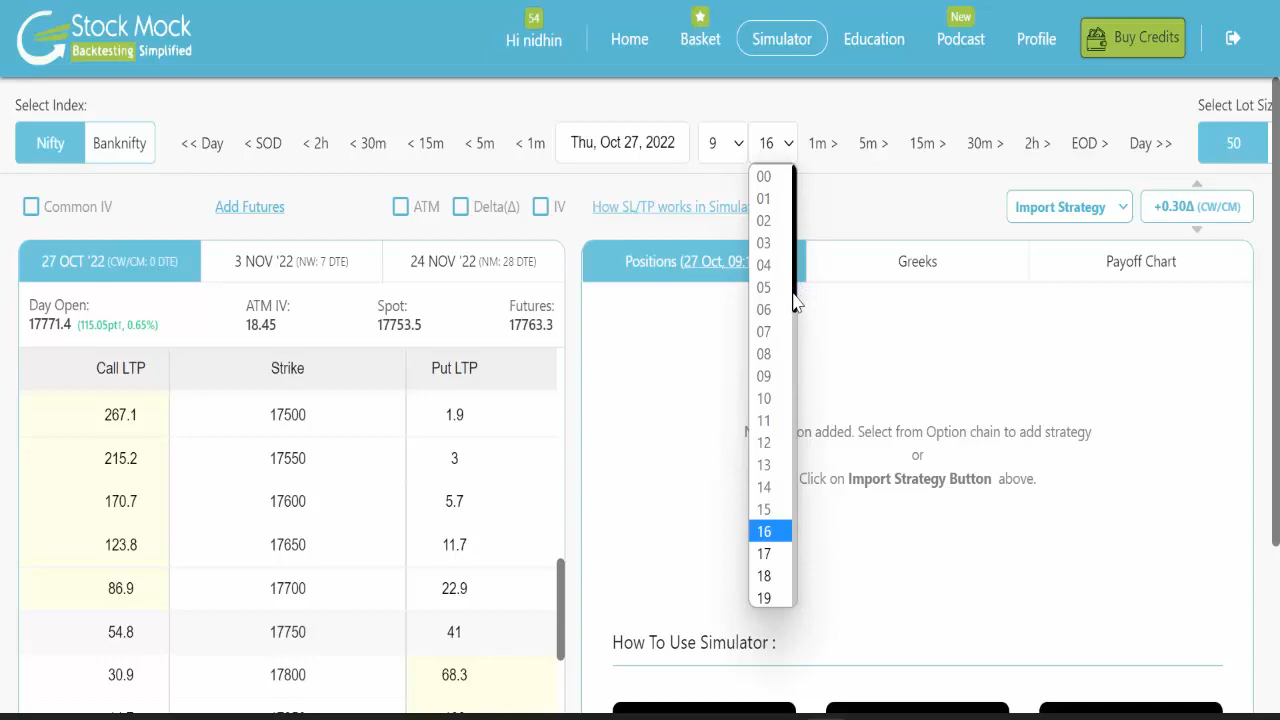 Stock Mock
Backtesting Simplified
54
Hi nidhin
Home
Basket
Simulator
Education
New
Podcast
Profile
Buy Credits
Select Index:
Select Lot Siz
Nifty
Banknifty
<< Day
< SOD
< 2h
< 30m
< 15m
< 5m
< 1m
Thu, Oct 27, 2022
9
16
1m >
5m >
15m >
30m >
2h >
EOD >
Day >>
50
Common IV
Add Futures
ATM
Delta(Δ)
IV
How SL/TP works in Simula
Import Strategy
+0.30Δ (CW/CM)
00
01
02
03
04
05
06
07
08
09
10
11
12
13
14
15
16
17
18
19
27 OCT '22 (CW/CM: 0 DTE)
3 NOV '22 (NW: 7 DTE)
24 NOV '22 (NM: 28 DTE)
Positions (27 Oct, 09:1
Greeks
Payoff Chart
Day Open:
17771.4 (115.05pt↑, 0.65%)
ATM IV:
18.45
Spot:
17753.5
Futures:
17763.3
Call LTP Strike Put LTP
267.1 17500 1.9
215.2 17550 3
170.7 17600 5.7
123.8 17650 11.7
86.9 17700 22.9
54.8 17750 41
30.9 17800 68.3
on added. Select from Option chain to add strategy
or
Click on Import Strategy Button above.
How To Use Simulator :